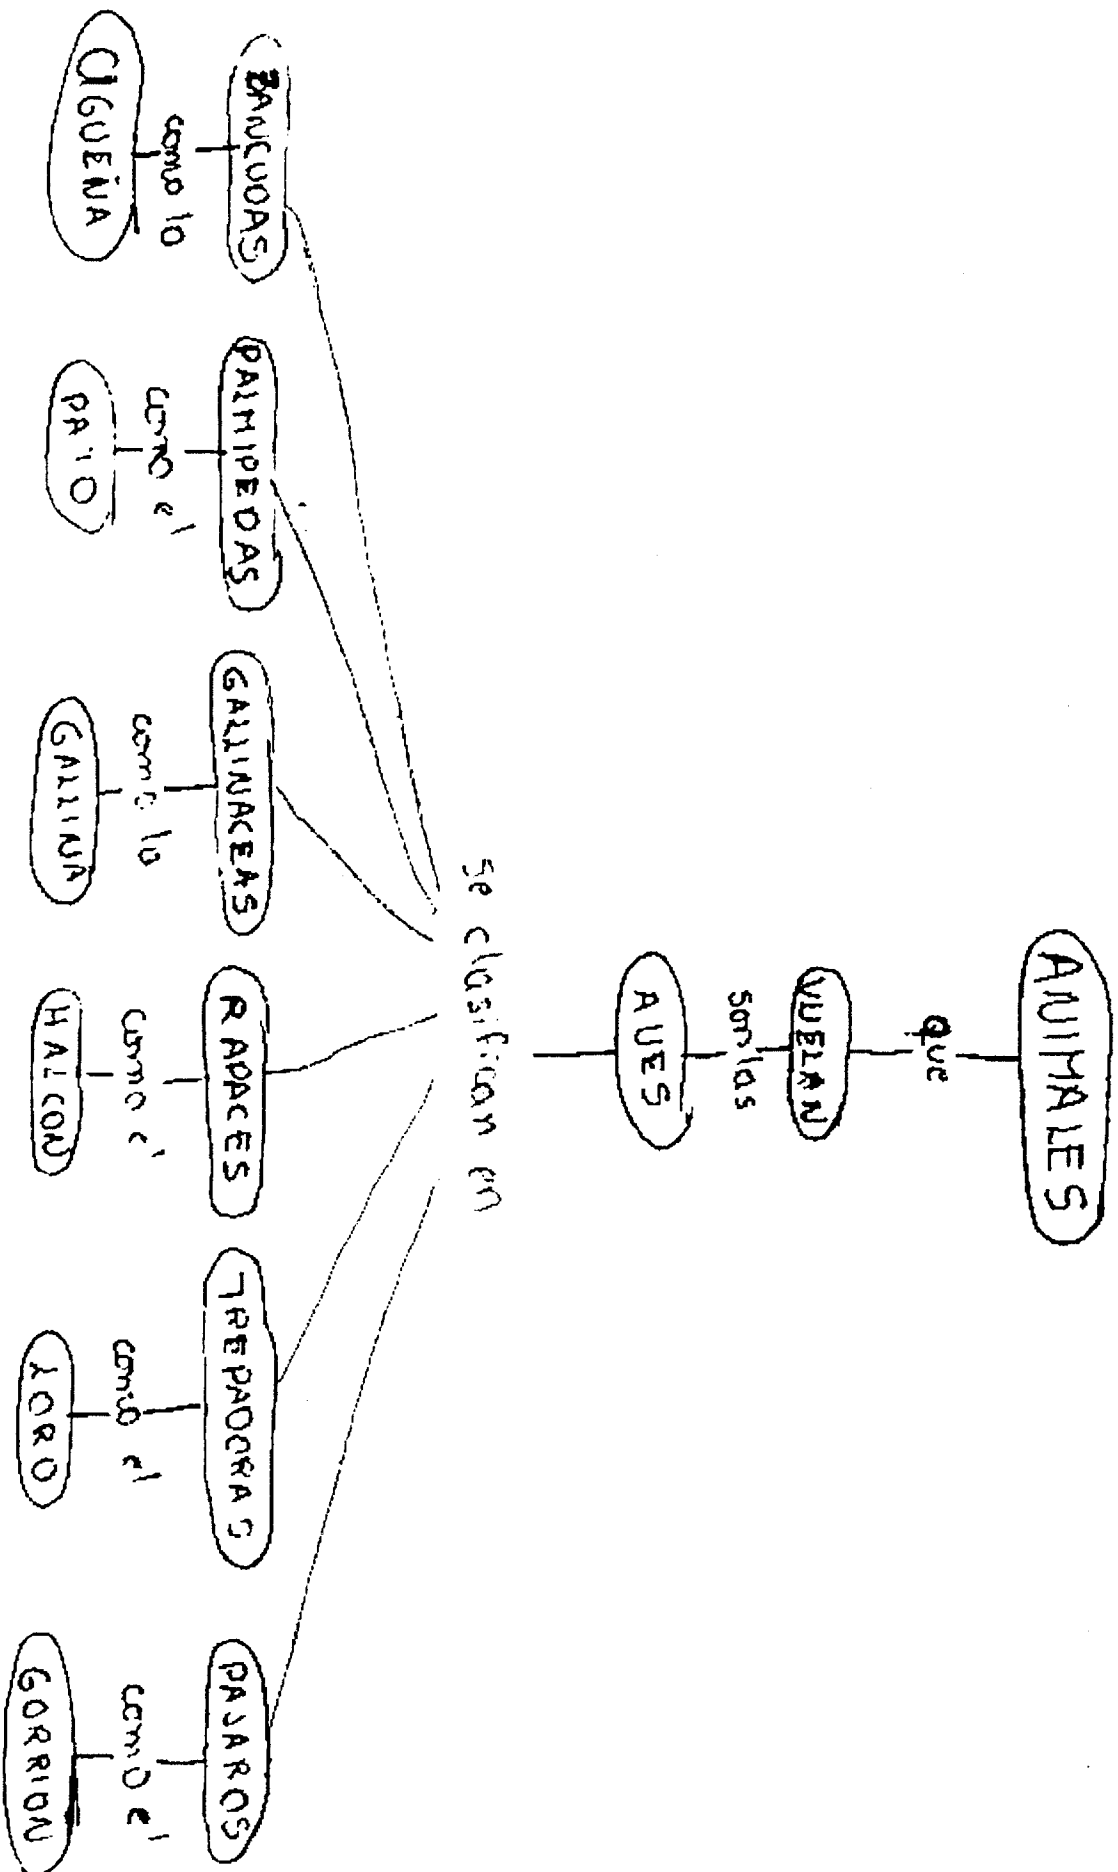 ANIMALES
que
VUELAN
son las
AVES
se clasifican en
ZANCUDAS PALMIPEDAS GALLINACEAS RAPACES TREPADORAS PAJAROS
como la como el como la como el como el como el
CIGUEÑA PATO GALLINA HALCON LORO GORRION